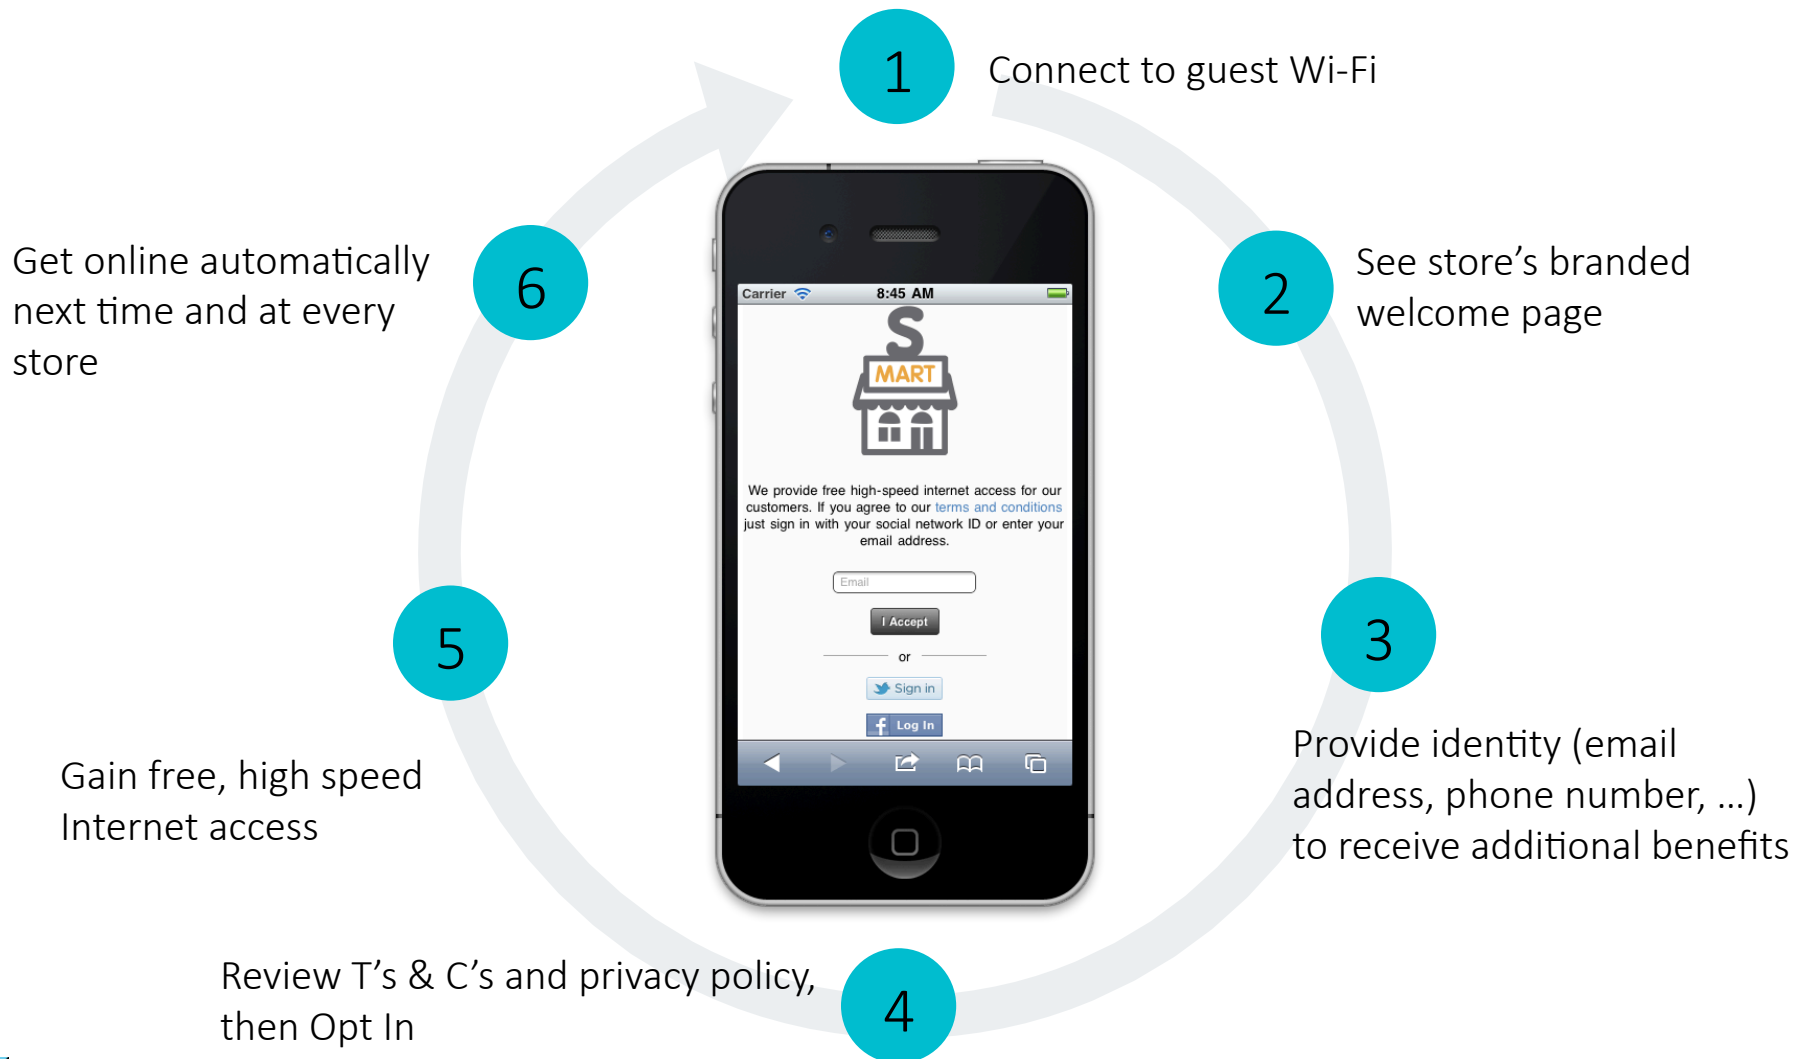 1
Connect to guest Wi-Fi
2
See store’s branded
welcome page
3
Provide identity (email
address, phone number, ...)
to receive additional benefits
4
Review T’s & C’s and privacy policy,
then Opt In
5
Gain free, high speed
Internet access
6
Get online automatically
next time and at every
store
Carrier 8:45 AM
S
MART
We provide free high-speed internet access for our
customers. If you agree to our terms and conditions
just sign in with your social network ID or enter your
email address.
Email
I Accept
or
Sign in
f Log In